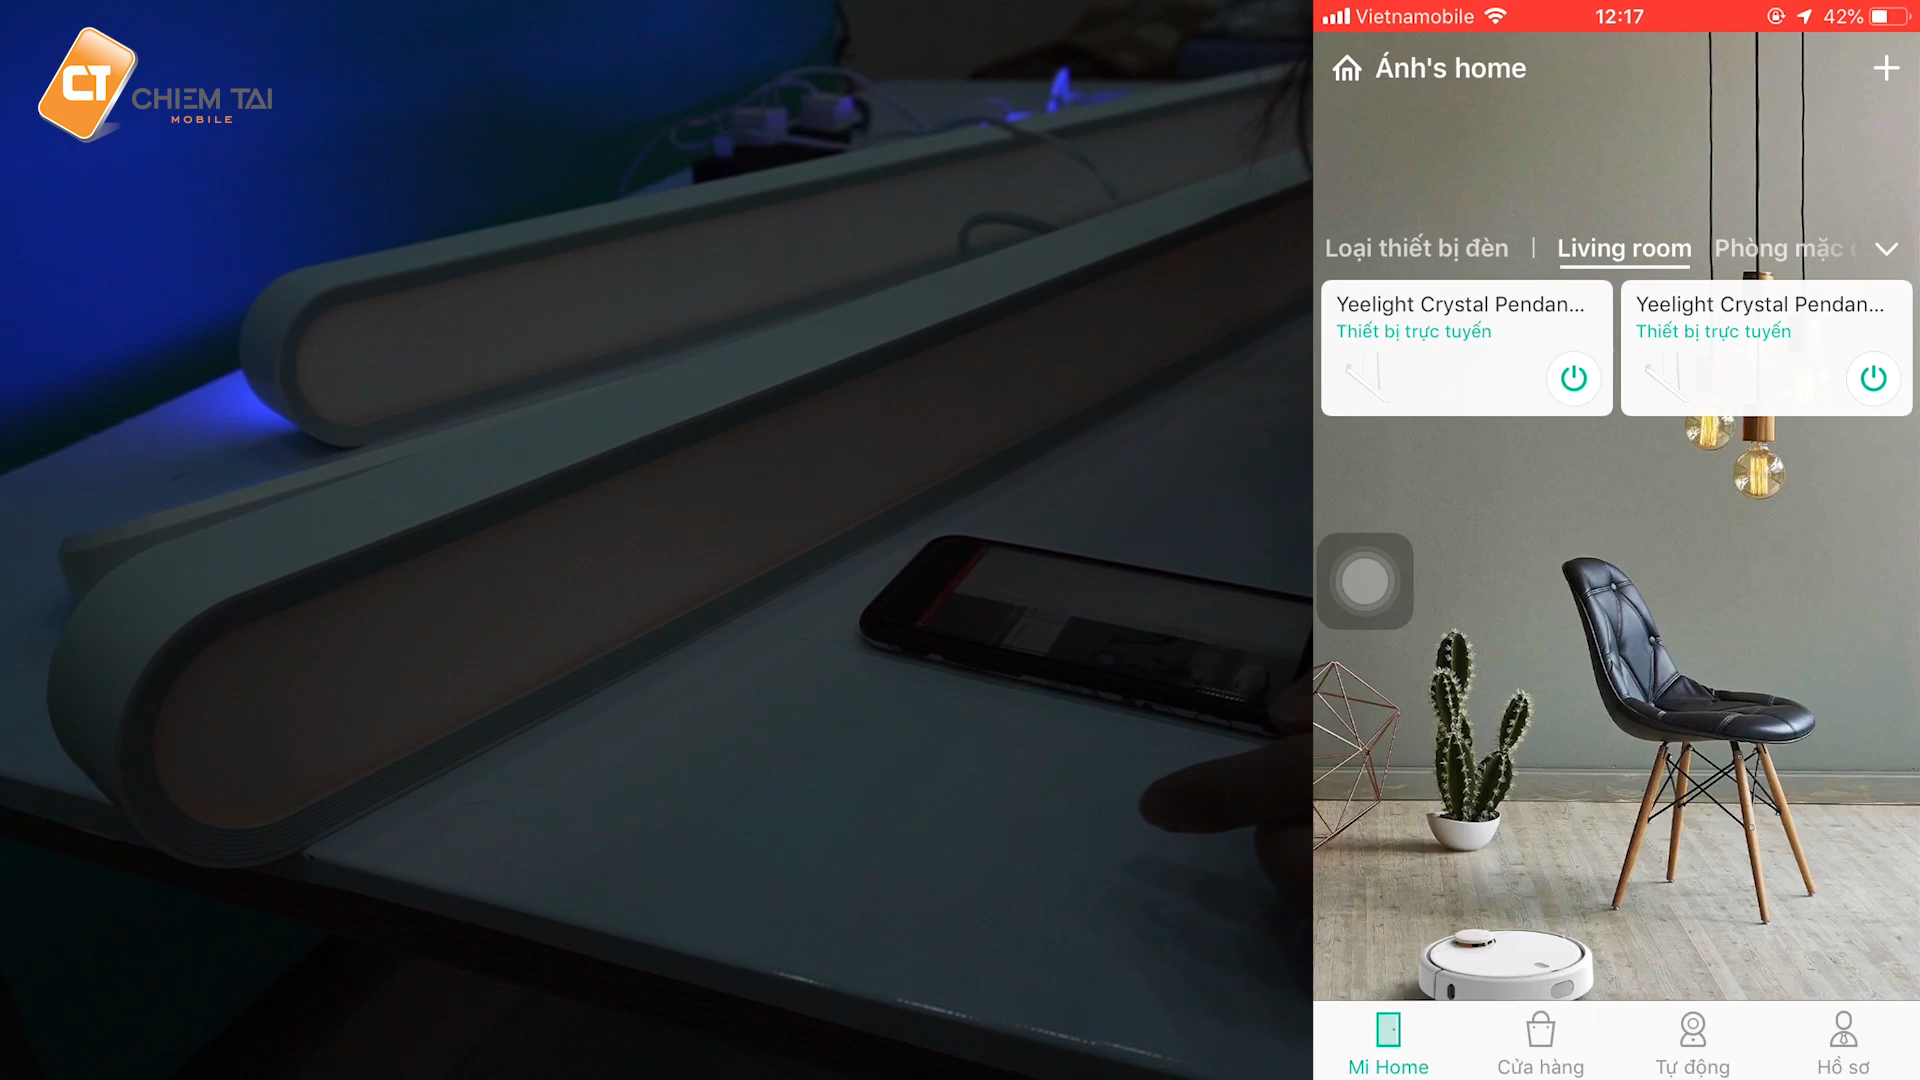 CT
CHIEM TAI
MOBILE
Vietnamobile
12:17
42%
Ánh's home
Loại thiết bị đèn | Living room Phòng mặc
Yeelight Crystal Pendan...
Thiết bị trực tuyến
Yeelight Crystal Pendan...
Thiết bị trực tuyến
Mi Home
Cửa hàng
Tự động
Hồ sơ